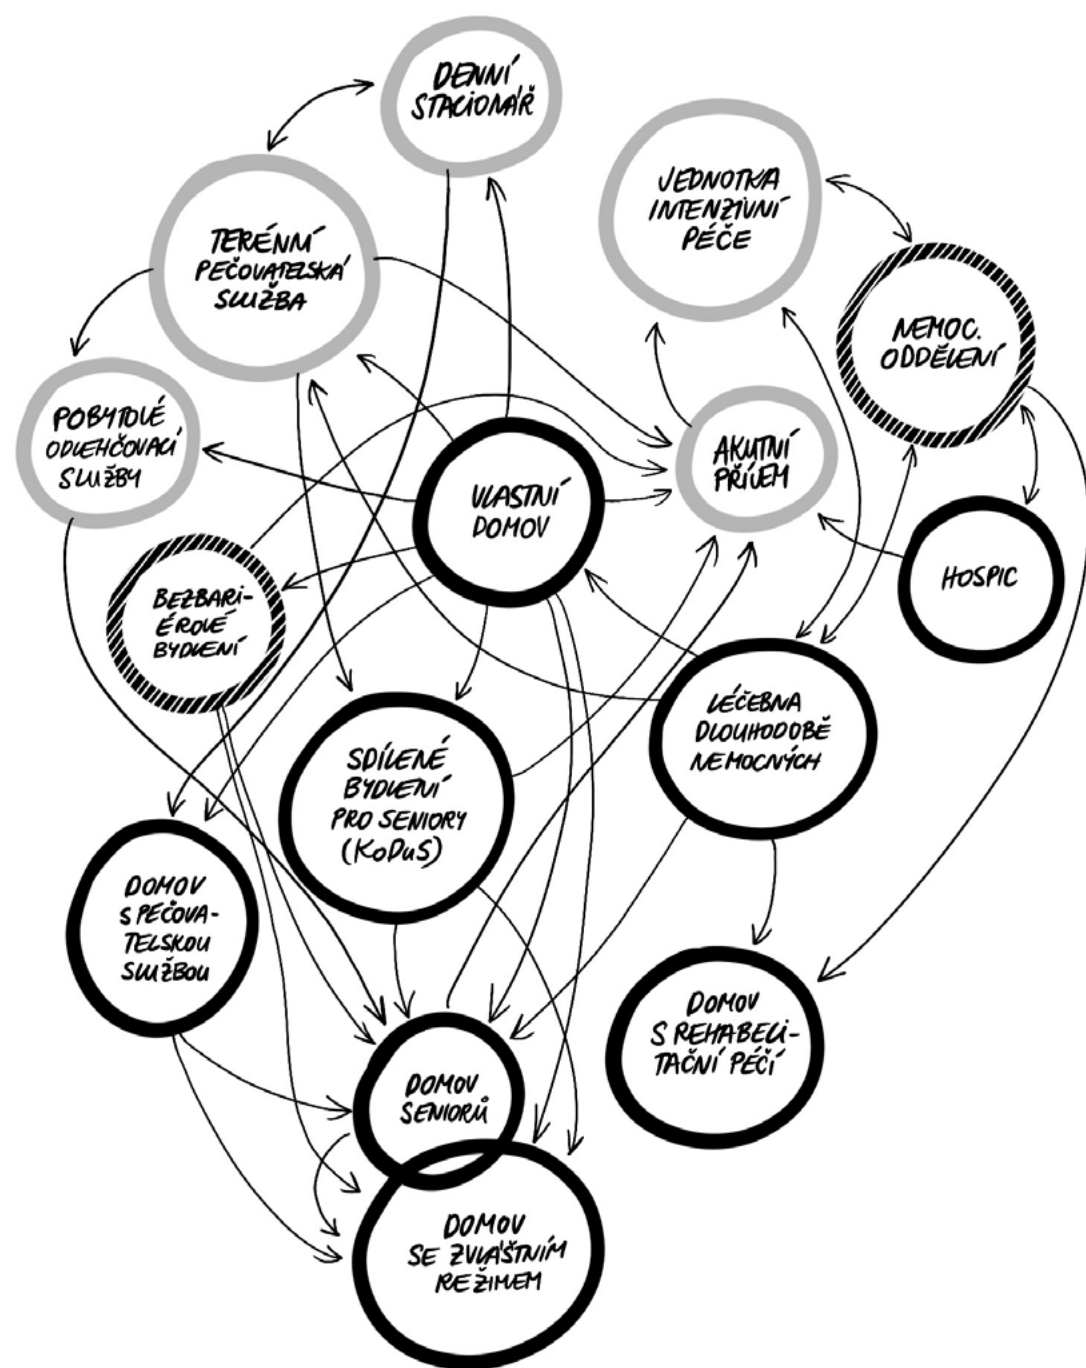 DENNÍ
STACIONÁŘ
JEDNOTKA
INTENZIVNÍ
PÉČE
TERÉNNÍ
PEČOVATELSKÁ
SLUŽBA
NEMOC.
ODDĚLENÍ
POBYTOVÉ
ODLEHČOVACÍ
SLUŽBY
AKUTNÍ
PŘÍJEM
VLASTNÍ
DOMOV
HOSPIC
BEZBARI-
ÉROVÉ
BYDLENÍ
LÉČEBNA
DLOUHODOBĚ
NEMOCNÝCH
SDÍLENÉ
BYDLENÍ
PRO SENIORY
(KoDuS)
DOMOV
S PEČOVA-
TELSKOU
SLUŽBOU
DOMOV
S REHABELI-
TAČNÍ PÉČÍ
DOMOV
SENIORŮ
DOMOV
SE ZVLÁŠTNÍM
REŽIMEM